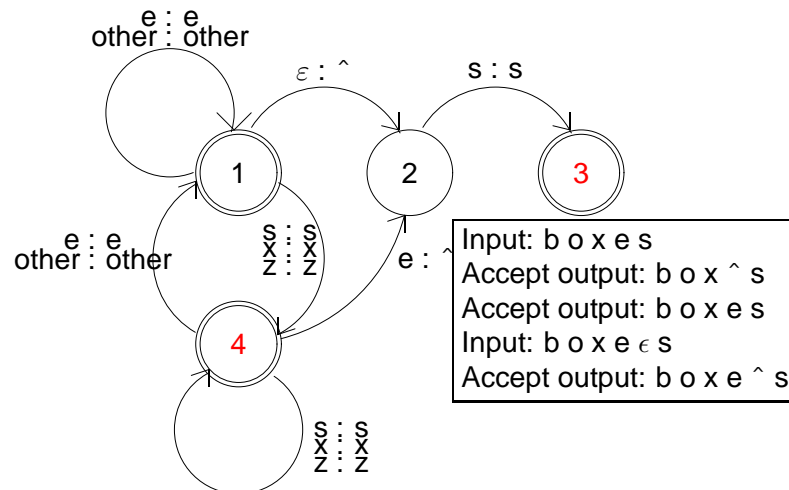 e : e
other : other
ε : ^
s : s
1
2
3
e : e
other : other
s : s
x : x
z : z
e : ^
4
s : s
x : x
z : z
Input: b o x e s
Accept output: b o x ^ s
Accept output: b o x e s
Input: b o x e ϵ s
Accept output: b o x e ^ s